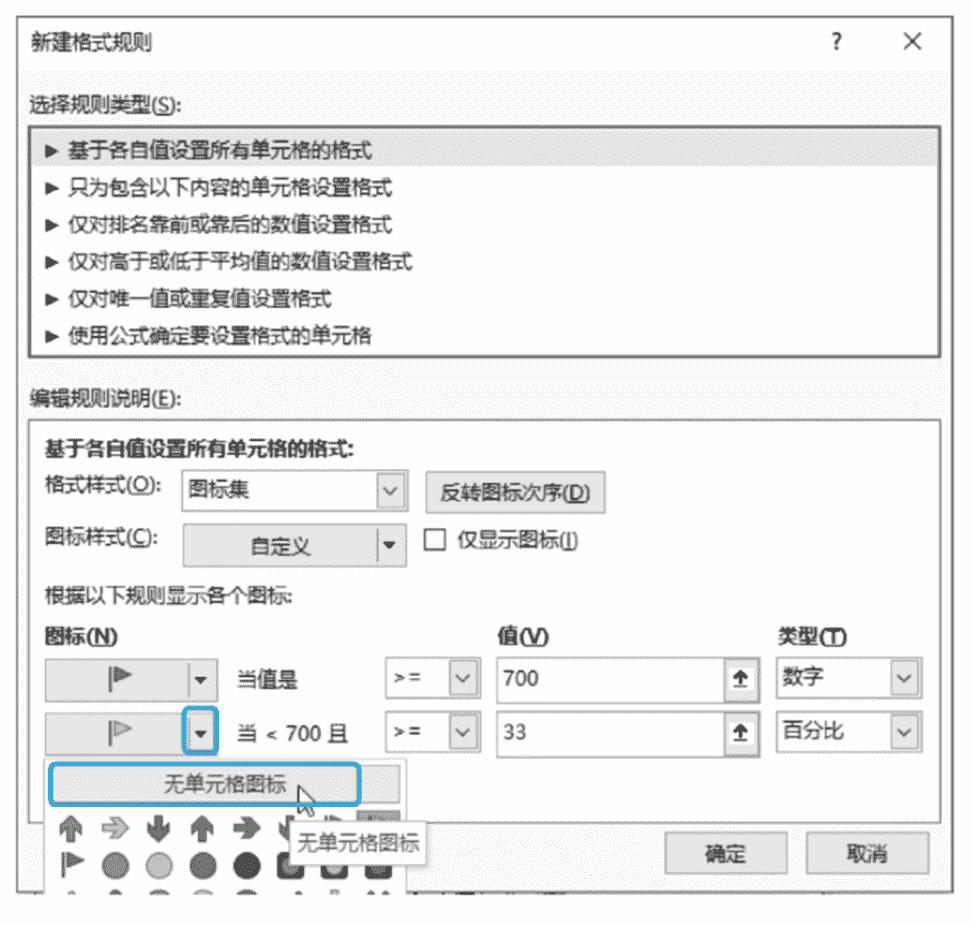 新建格式规则 ?
选择规则类型(S):
► 基于各自值设置所有单元格的格式
► 只为包含以下内容的单元格设置格式
► 仅对排名靠前或靠后的数值设置格式
► 仅对高于或低于平均值的数值设置格式
► 仅对唯一值或重复值设置格式
► 使用公式确定要设置格式的单元格
编辑规则说明(E):
基于各自值设置所有单元格的格式:
格式样式(O): 图标集 反转图标次序(D)
图标样式(C): 自定义 仅显示图标(I)
根据以下规则显示各个图标:
图标(N) 值(V) 类型(T)
当值是 >= 700 数字
当 < 700 且 >= 33 百分比
无单元格图标
无单元格图标
确定 取消